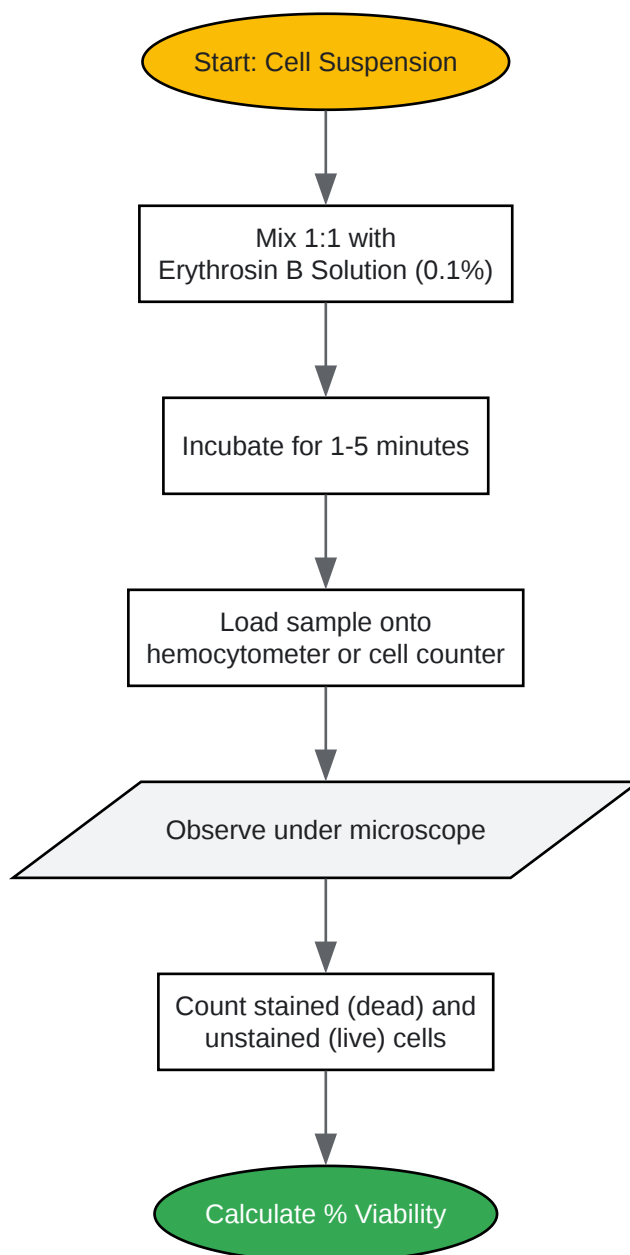 Start: Cell Suspension
Mix 1:1 with
Erythrosin B Solution (0.1%)
Incubate for 1-5 minutes
Load sample onto
hemocytometer or cell counter
Observe under microscope
Count stained (dead) and
unstained (live) cells
Calculate % Viability